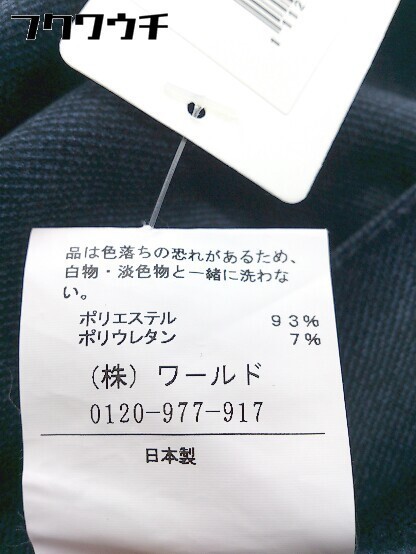 フクワウチ
112
品は色落ちの恐れがあるため、
白物・淡色物と一緒に洗わな
い。
ポリエステル 93%
ポリウレタン 7%
(株) ワールド
0120-977-917
日本製